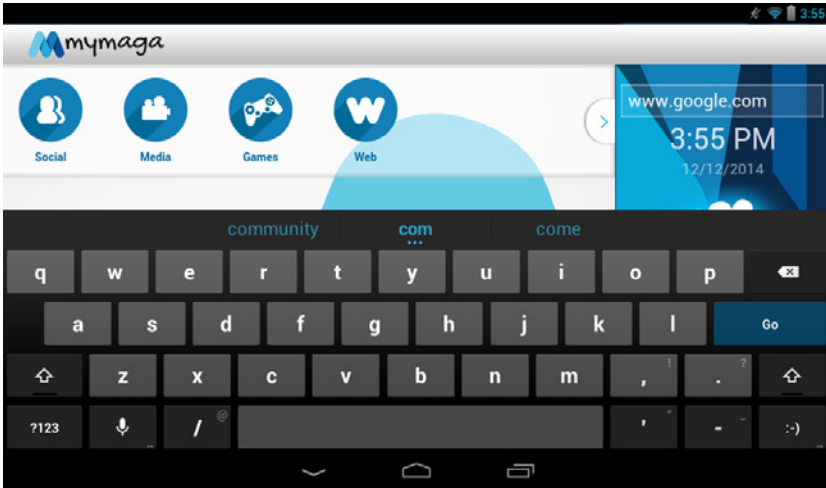 3:55
mymaga
www.google.com
3:55 PM
12/12/2014
Social Media Games Web
community com come
q w e r t y u i o p
a s d f g h j k l Go
z x c v b n m , ! . ?
?123 / @ ' " - _ :-)